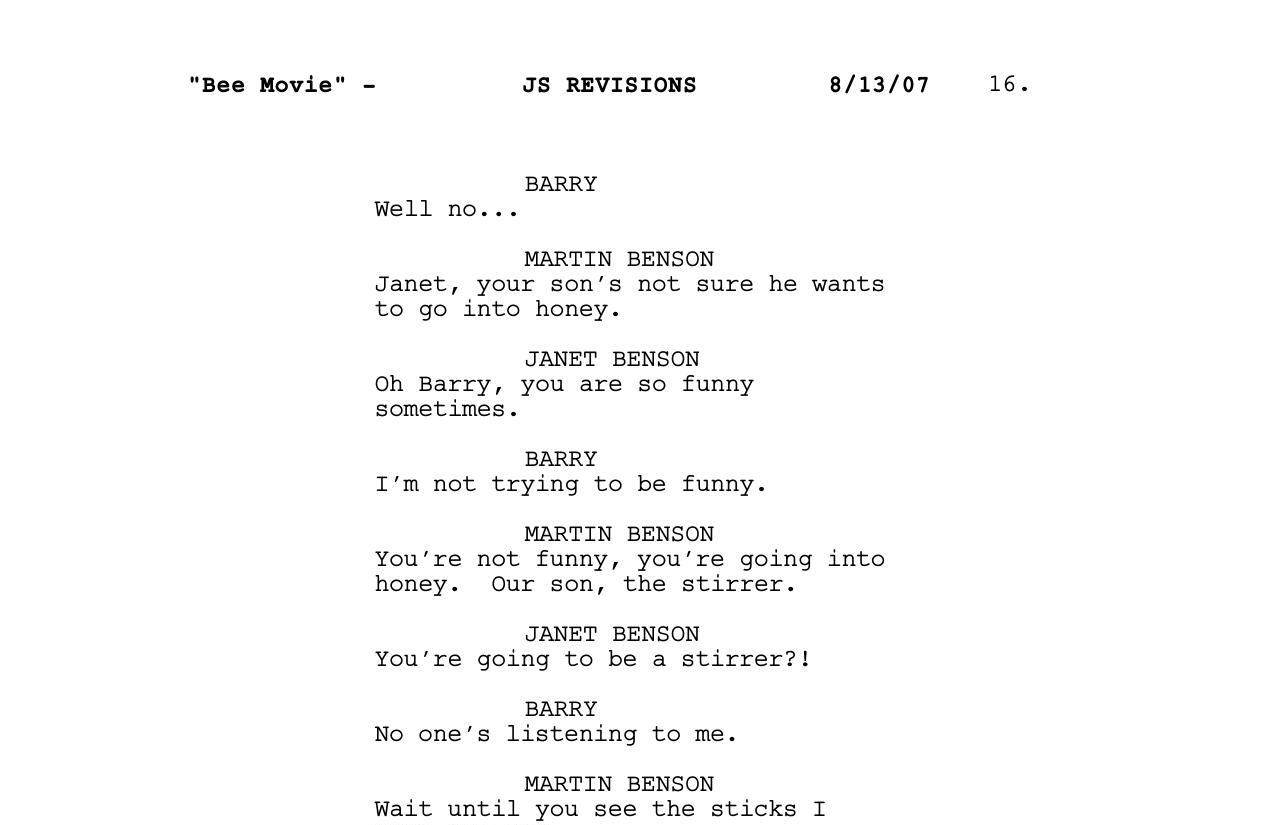 "Bee Movie" - JS REVISIONS 8/13/07 16.
BARRY
Well no...
MARTIN BENSON
Janet, your son's not sure he wants
to go into honey.
JANET BENSON
Oh Barry, you are so funny
sometimes.
BARRY
I'm not trying to be funny.
MARTIN BENSON
You're not funny, you're going into
honey.  Our son, the stirrer.
JANET BENSON
You're going to be a stirrer?!
BARRY
No one's listening to me.
MARTIN BENSON
Wait until you see the sticks I